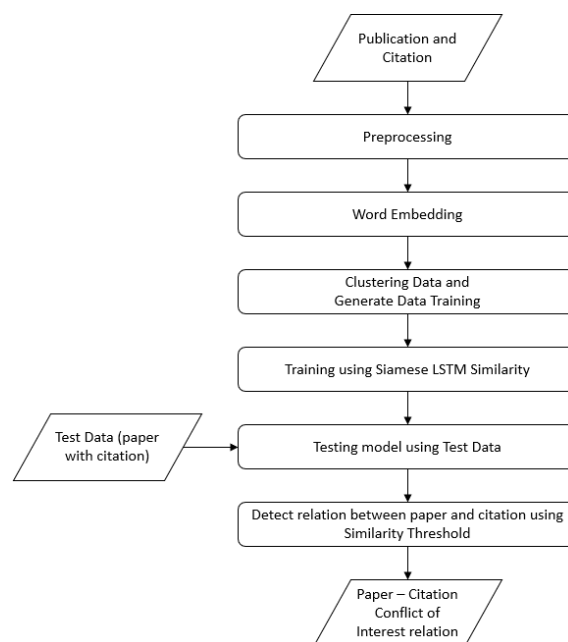 Publication and
Citation
Preprocessing
Word Embedding
Clustering Data and
Generate Data Training
Training using Siamese LSTM Similarity
Test Data (paper
with citation)
Testing model using Test Data
Detect relation between paper and citation using
Similarity Threshold
Paper – Citation
Conflict of
Interest relation